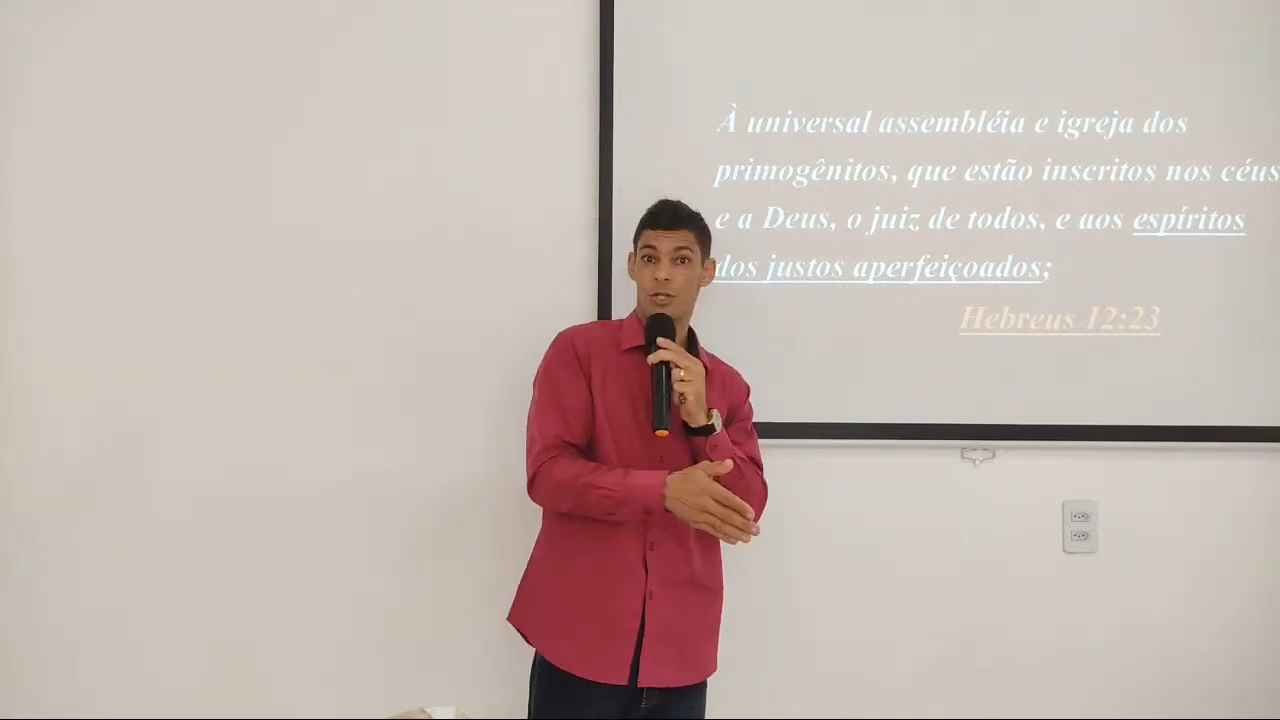 À universal assembléia e igreja dos
primogênitos, que estão inscritos nos céus
e a Deus, o juiz de todos, e aos espíritos
dos justos aperfeiçoados;
Hebreus 12:23